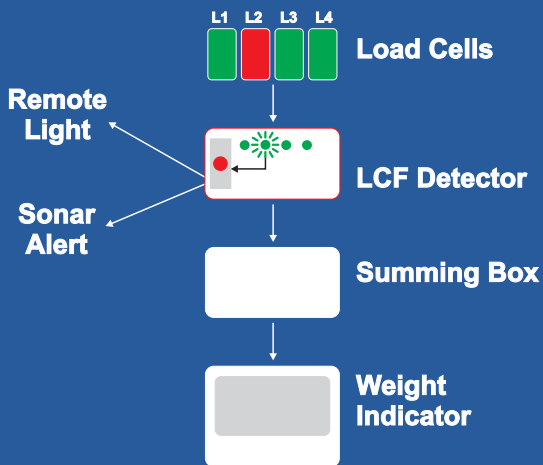 L1 L2 L3 L4
Load Cells
Remote
Light
LCF Detector
Sonar
Alert
Summing Box
Weight
Indicator